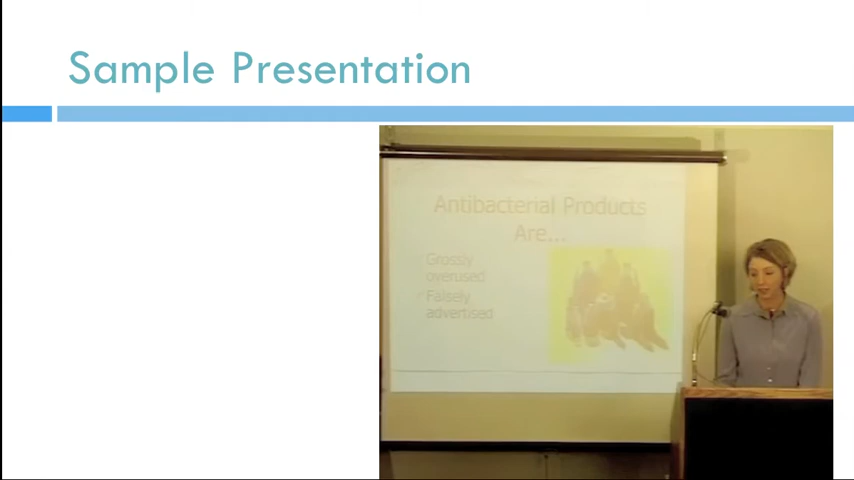 Sample Presentation
Antibacterial Products
Are...
Grossly
overused
Falsely
advertised